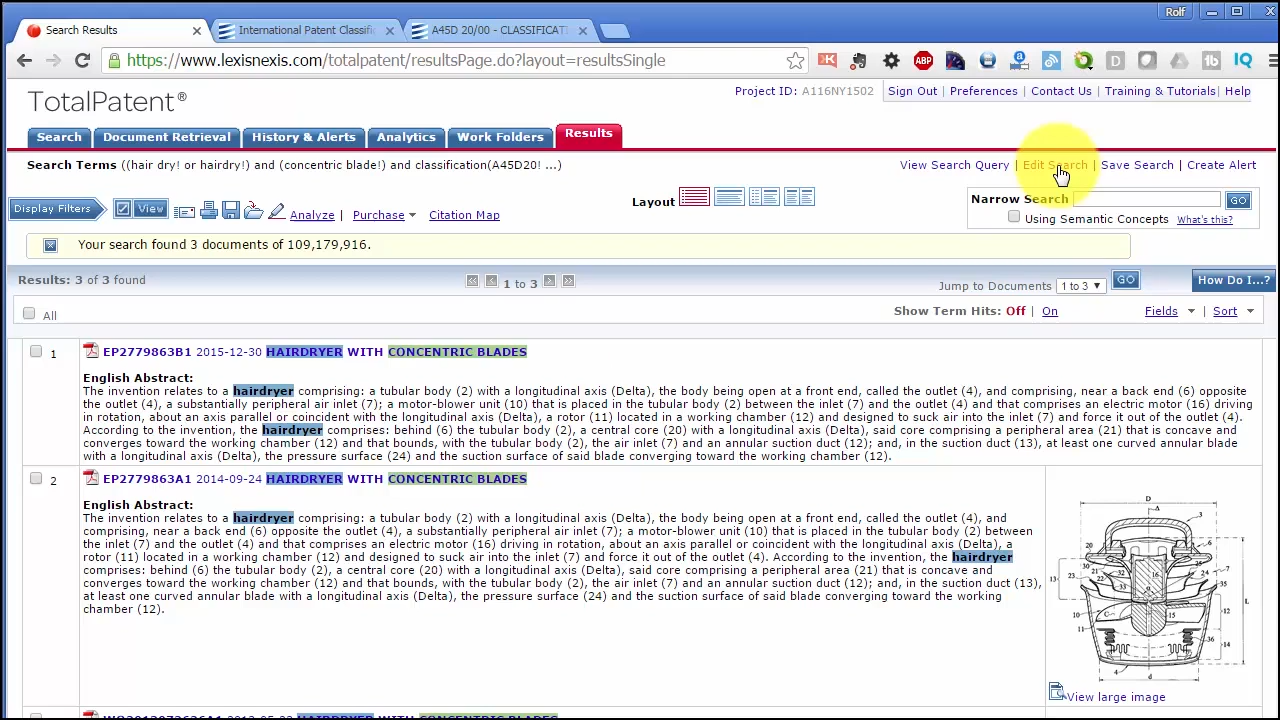 Rolf
Search Results
International Patent Classific
A45D 20/00 - CLASSIFICAT
https://www.lexisnexis.com/totalpatent/resultsPage.do?layout=resultsSingle
TotalPatent®
Project ID: A116NY1502 Sign Out | Preferences | Contact Us | Training & Tutorials | Help
Search Document Retrieval History & Alerts Analytics Work Folders Results
Search Terms ((hair dry! or hairdry!) and (concentric blade!) and classification(A45D20! ...)
View Search Query | Edit Search | Save Search | Create Alert
Display Filters View Analyze | Purchase Citation Map
Layout
Narrow Search GO
Using Semantic Concepts What's this?
Your search found 3 documents of 109,179,916.
Results: 3 of 3 found
1 to 3
Jump to Documents 1 to 3 GO How Do I...?
All
Show Term Hits: Off | On Fields | Sort
1 EP2779863B1 2015-12-30 HAIRDRYER WITH CONCENTRIC BLADES
English Abstract:
The invention relates to a hairdryer comprising: a tubular body (2) with a longitudinal axis (Delta), the body being open at a front end, called the outlet (4), and comprising, near a back end (6) opposite
the outlet (4), a substantially peripheral air inlet (7); a motor-blower unit (10) that is placed in the tubular body (2) between the inlet (7) and the outlet (4) and that comprises an electric motor (16) driving
in rotation, about an axis parallel or coincident with the longitudinal axis (Delta), a rotor (11) located in a working chamber (12) and designed to suck air into the inlet (7) and force it out of the outlet (4).
According to the invention, the hairdryer comprises: behind (6) the tubular body (2), a central core (20) with a longitudinal axis (Delta), said core comprising a peripheral area (21) that is concave and
converges toward the working chamber (12) and that bounds, with the tubular body (2), the air inlet (7) and an annular suction duct (12); and, in the suction duct (13), at least one curved annular blade
with a longitudinal axis (Delta), the pressure surface (24) and the suction surface of said blade converging toward the working chamber (12).
2 EP2779863A1 2014-09-24 HAIRDRYER WITH CONCENTRIC BLADES
English Abstract:
The invention relates to a hairdryer comprising: a tubular body (2) with a longitudinal axis (Delta), the body being open at a front end, called the outlet (4), and
comprising, near a back end (6) opposite the outlet (4), a substantially peripheral air inlet (7); a motor-blower unit (10) that is placed in the tubular body (2) between
the inlet (7) and the outlet (4) and that comprises an electric motor (16) driving in rotation, about an axis parallel or coincident with the longitudinal axis (Delta), a
rotor (11) located in a working chamber (12) and designed to suck air into the inlet (7) and force it out of the outlet (4). According to the invention, the hairdryer
comprises: behind (6) the tubular body (2), a central core (20) with a longitudinal axis (Delta), said core comprising a peripheral area (21) that is concave and
converges toward the working chamber (12) and that bounds, with the tubular body (2), the air inlet (7) and an annular suction duct (12); and, in the suction duct (13),
at least one curved annular blade with a longitudinal axis (Delta), the pressure surface (24) and the suction surface of said blade converging toward the working
chamber (12).
View large image
HAIRDRYER WITH CONCENTRIC BLADES